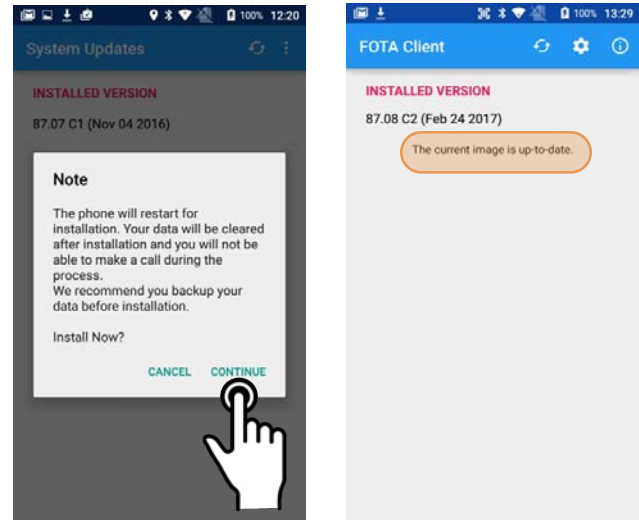 100% 12:20
System Updates
INSTALLED VERSION
87.07 C1 (Nov 04 2016)
Note
The phone will restart for
installation. Your data will be cleared
after installation and you will not be
able to make a call during the
process.
We recommend you backup your
data before installation.
Install Now?
CANCEL CONTINUE
100% 13:29
FOTA Client
INSTALLED VERSION
87.08 C2 (Feb 24 2017)
The current image is up-to-date.